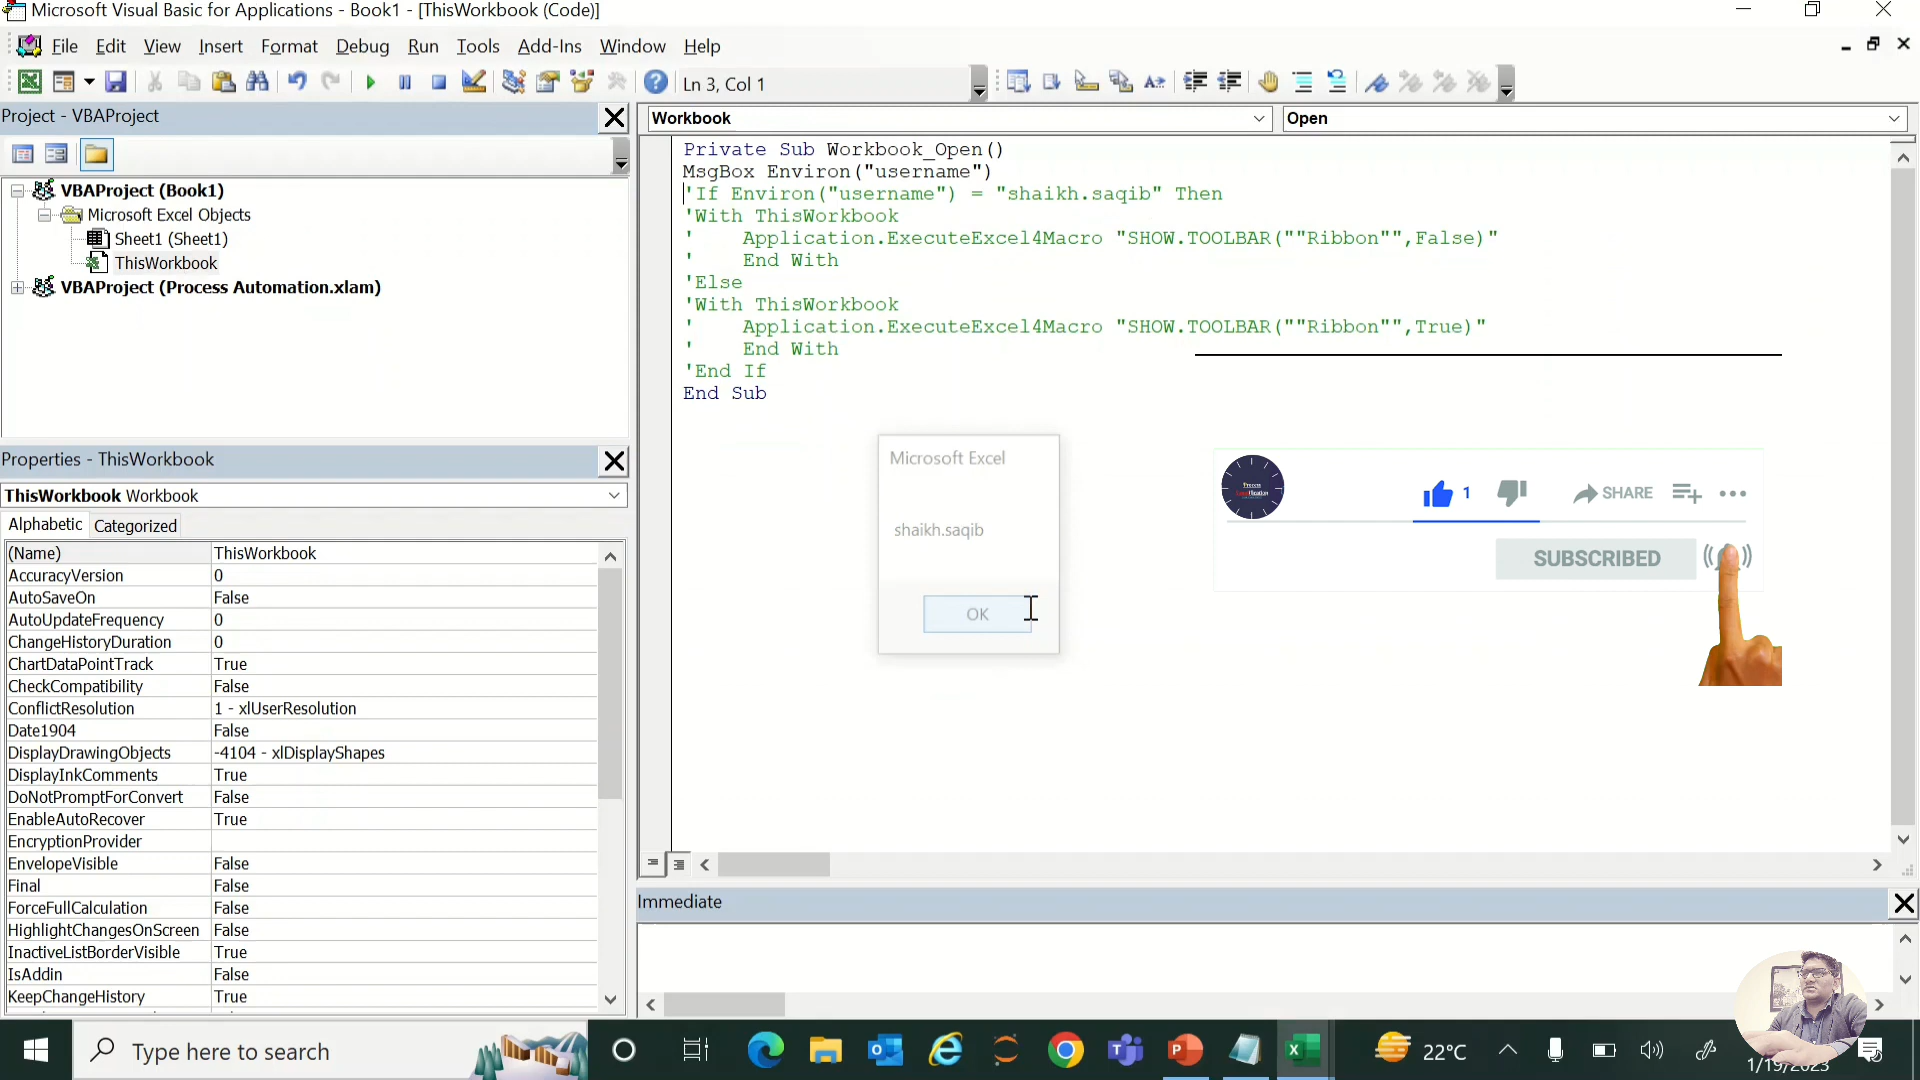 Microsoft Visual Basic for Applications - Book1 - [ThisWorkbook (Code)]
File Edit View Insert Format Debug Run Tools Add-Ins Window Help
Ln 3, Col 1
Project - VBAProject
VBAProject (Book1)
Microsoft Excel Objects
Sheet1 (Sheet1)
ThisWorkbook
VBAProject (Process Automation.xlam)
Properties - ThisWorkbook
ThisWorkbook Workbook
Alphabetic Categorized
(Name) ThisWorkbook
AccuracyVersion 0
AutoSaveOn False
AutoUpdateFrequency 0
ChangeHistoryDuration 0
ChartDataPointTrack True
CheckCompatibility False
ConflictResolution 1 - xlUserResolution
Date1904 False
DisplayDrawingObjects -4104 - xlDisplayShapes
DisplayInkComments True
DoNotPromptForConvert False
EnableAutoRecover True
EncryptionProvider
EnvelopeVisible False
Final False
ForceFullCalculation False
HighlightChangesOnScreen False
InactiveListBorderVisible True
IsAddin False
KeepChangeHistory True
Workbook Open
Private Sub Workbook_Open()
MsgBox Environ("username")
'If Environ("username") = "shaikh.saqib" Then
'With ThisWorkbook
'    Application.ExecuteExcel4Macro "SHOW.TOOLBAR(""Ribbon"",False)"
'    End With
'Else
'With ThisWorkbook
'    Application.ExecuteExcel4Macro "SHOW.TOOLBAR(""Ribbon"",True)"
'    End With
'End If
End Sub
Microsoft Excel
shaikh.saqib
OK
1 SHARE
SUBSCRIBED
Immediate
Type here to search
22°C
1/19/2023